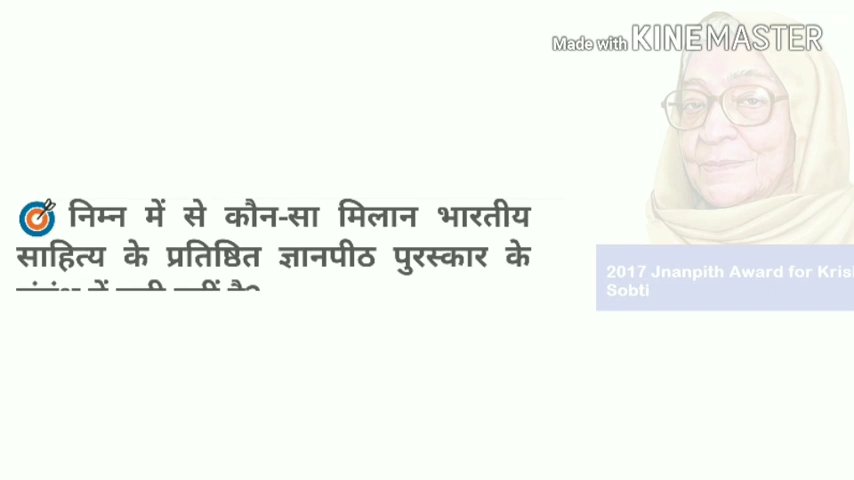 Made with KINEMASTER
निम्न में से कौन-सा मिलान भारतीय
साहित्य के प्रतिष्ठित ज्ञानपीठ पुरस्कार के
2017 Jnanpith Award for Kris
Sobti